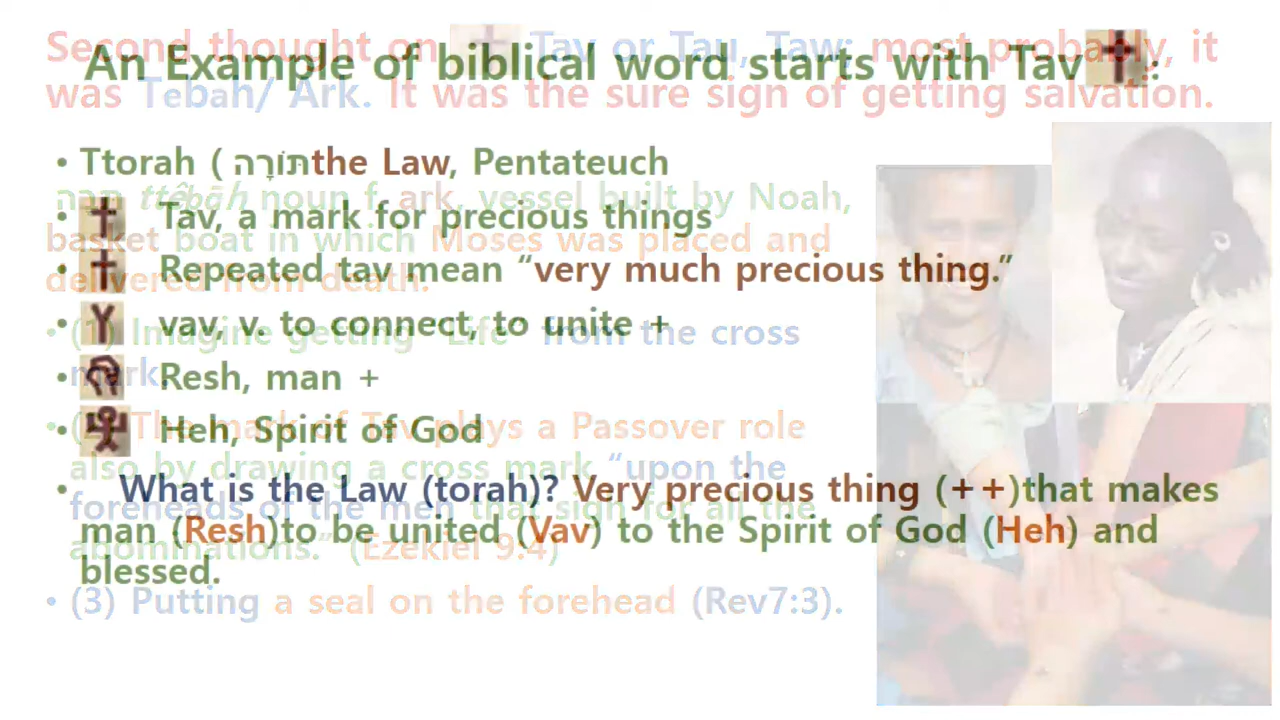 An Example of biblical word starts with Tav :
Second thought on Tav or Tau, Taw; most probably, it
was Tebah/ Ark. It was the sure sign of getting salvation.
• Ttorah ( תּוֹרָה the Law, Pentateuch
• Tav, a mark for precious things
• Repeated tav mean “very much precious thing.”
• vav, v. to connect, to unite +
• Resh, man +
• Heh, Spirit of God
• What is the Law (torah)? Very precious thing (++)that makes
man (Resh)to be united (Vav) to the Spirit of God (Heh) and
blessed.
ttêbāh noun f. ark, vessel built by Noah,
basket boat in which Moses was placed and
delivered from death.
• (1) Imagine getting “Life” from the cross
mark.
• (2) The mark of Tav plays a Passover role
also by drawing a cross mark “upon the
foreheads of the men that sign for all the
abominations.” (Ezekiel 9:4)
• (3) Putting a seal on the forehead (Rev7:3).